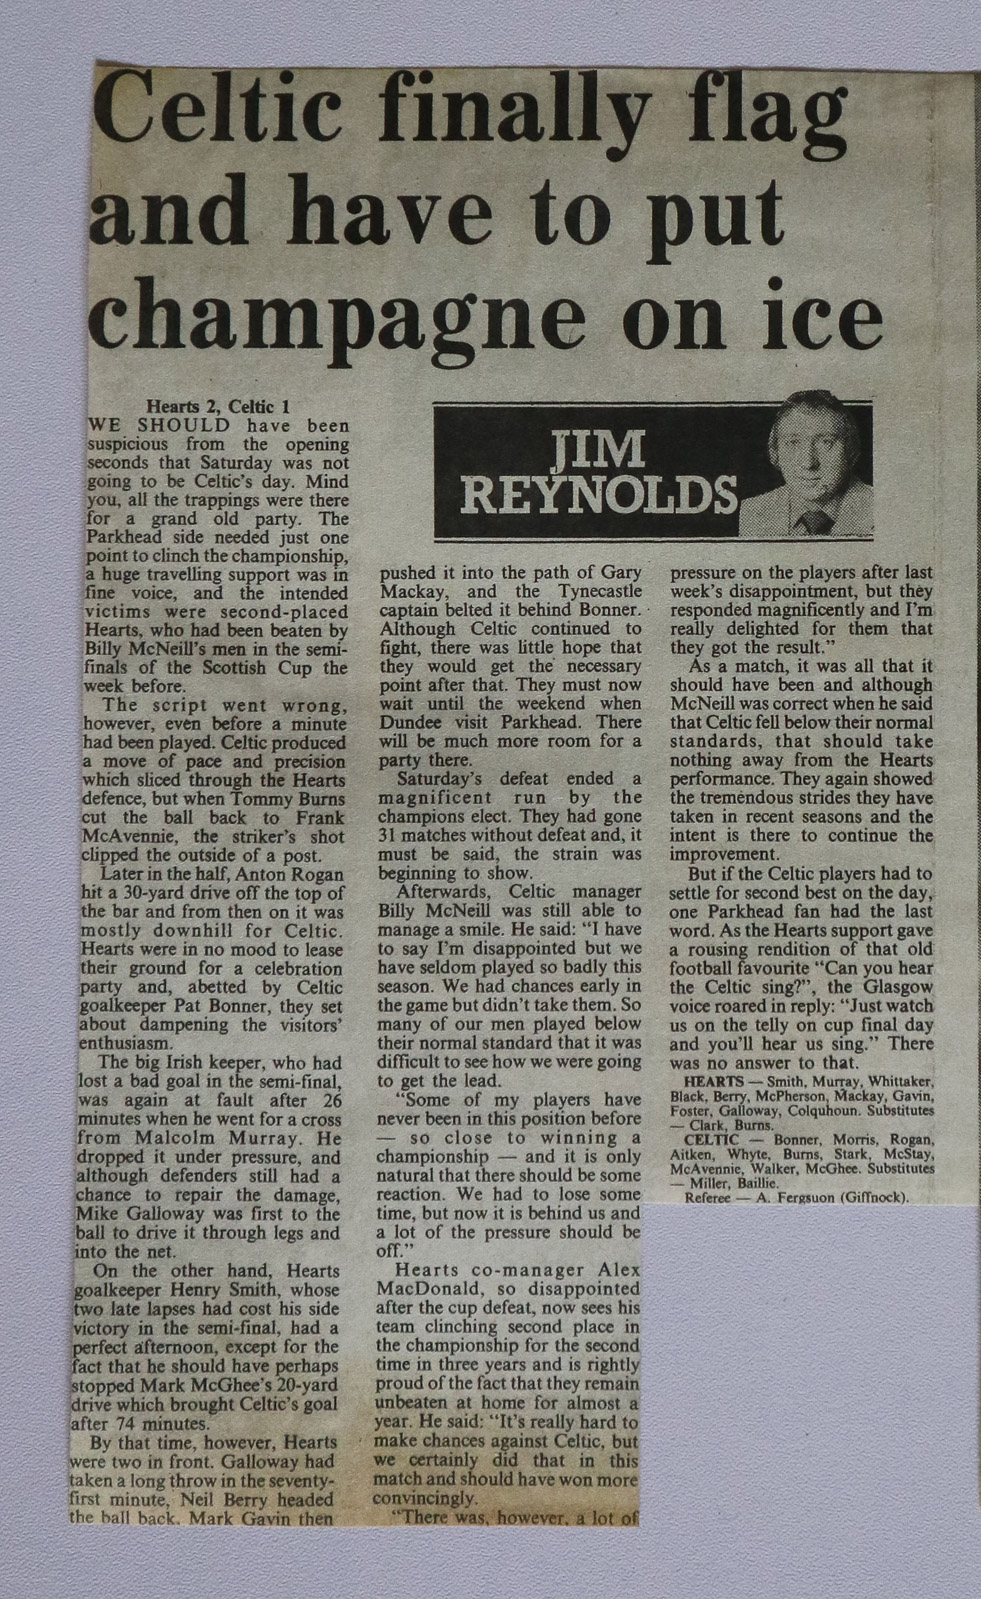 Celtic finally flag
and have to put
champagne on ice
Hearts 2, Celtic 1
WE SHOULD have been
suspicious from the opening
seconds that Saturday was not
going to be Celtic's day. Mind
you, all the trappings were there
for a grand old party. The
Parkhead side needed just one
point to clinch the championship,
a huge travelling support was in
fine voice, and the intended
victims were second-placed
Hearts, who had been beaten by
Billy McNeill's men in the semi-
finals of the Scottish Cup the
week before.
The script went wrong,
however, even before a minute
had been played. Celtic produced
a move of pace and precision
which sliced through the Hearts
defence, but when Tommy Burns
cut the ball back to Frank
McAvennie, the striker's shot
clipped the outside of a post.
Later in the half, Anton Rogan
hit a 30-yard drive off the top of
the bar and from then on it was
mostly downhill for Celtic.
Hearts were in no mood to lease
their ground for a celebration
party and, abetted by Celtic
goalkeeper Pat Bonner, they set
about dampening the visitors'
enthusiasm.
The big Irish keeper, who had
lost a bad goal in the semi-final,
was again at fault after 26
minutes when he went for a cross
from Malcolm Murray. He
dropped it under pressure, and
although defenders still had a
chance to repair the damage,
Mike Galloway was first to the
ball to drive it through legs and
into the net.
On the other hand, Hearts
goalkeeper Henry Smith, whose
two late lapses had cost his side
victory in the semi-final, had a
perfect afternoon, except for the
fact that he should have perhaps
stopped Mark McGhee's 20-yard
drive which brought Celtic's goal
after 74 minutes.
By that time, however, Hearts
were two in front. Galloway had
taken a long throw in the seventy-
first minute, Neil Berry headed
the ball back, Mark Gavin then
JIM
REYNOLDS
pushed it into the path of Gary
Mackay, and the Tynecastle
captain belted it behind Bonner.
Although Celtic continued to
fight, there was little hope that
they would get the necessary
point after that. They must now
wait until the weekend when
Dundee visit Parkhead. There
will be much more room for a
party there.
Saturday's defeat ended a
magnificent run by the
champions elect. They had gone
31 matches without defeat and, it
must be said, the strain was
beginning to show.
Afterwards, Celtic manager
Billy McNeill was still able to
manage a smile. He said: "I have
to say I'm disappointed but we
have seldom played so badly this
season. We had chances early in
the game but didn't take them. So
many of our men played below
their normal standard that it was
difficult to see how we were going
to get the lead.
"Some of my players have
never been in this position before
— so close to winning a
championship — and it is only
natural that there should be some
reaction. We had to lose some
time, but now it is behind us and
a lot of the pressure should be
off."
Hearts co-manager Alex
MacDonald, so disappointed
after the cup defeat, now sees his
team clinching second place in
the championship for the second
time in three years and is rightly
proud of the fact that they remain
unbeaten at home for almost a
year. He said: "It's really hard to
make chances against Celtic, but
we certainly did that in this
match and should have won more
convincingly.
"There was, however, a lot of
pressure on the players after last
week's disappointment, but they
responded magnificently and I'm
really delighted for them that
they got the result."
As a match, it was all that it
should have been and although
McNeill was correct when he said
that Celtic fell below their normal
standards, that should take
nothing away from the Hearts
performance. They again showed
the tremendous strides they have
taken in recent seasons and the
intent is there to continue the
improvement.
But if the Celtic players had to
settle for second best on the day,
one Parkhead fan had the last
word. As the Hearts support gave
a rousing rendition of that old
football favourite "Can you hear
the Celtic sing?", the Glasgow
voice roared in reply: "Just watch
us on the telly on cup final day
and you'll hear us sing." There
was no answer to that.
HEARTS — Smith, Murray, Whittaker,
Black, Berry, McPherson, Mackay, Gavin,
Foster, Galloway, Colquhoun. Substitutes
— Clark, Burns.
CELTIC — Bonner, Morris, Rogan,
Aitken, Whyte, Burns, Stark, McStay,
McAvennie, Walker, McGhee. Substitutes
— Miller, Baillie.
Referee — A. Fergsuon (Giffnock).